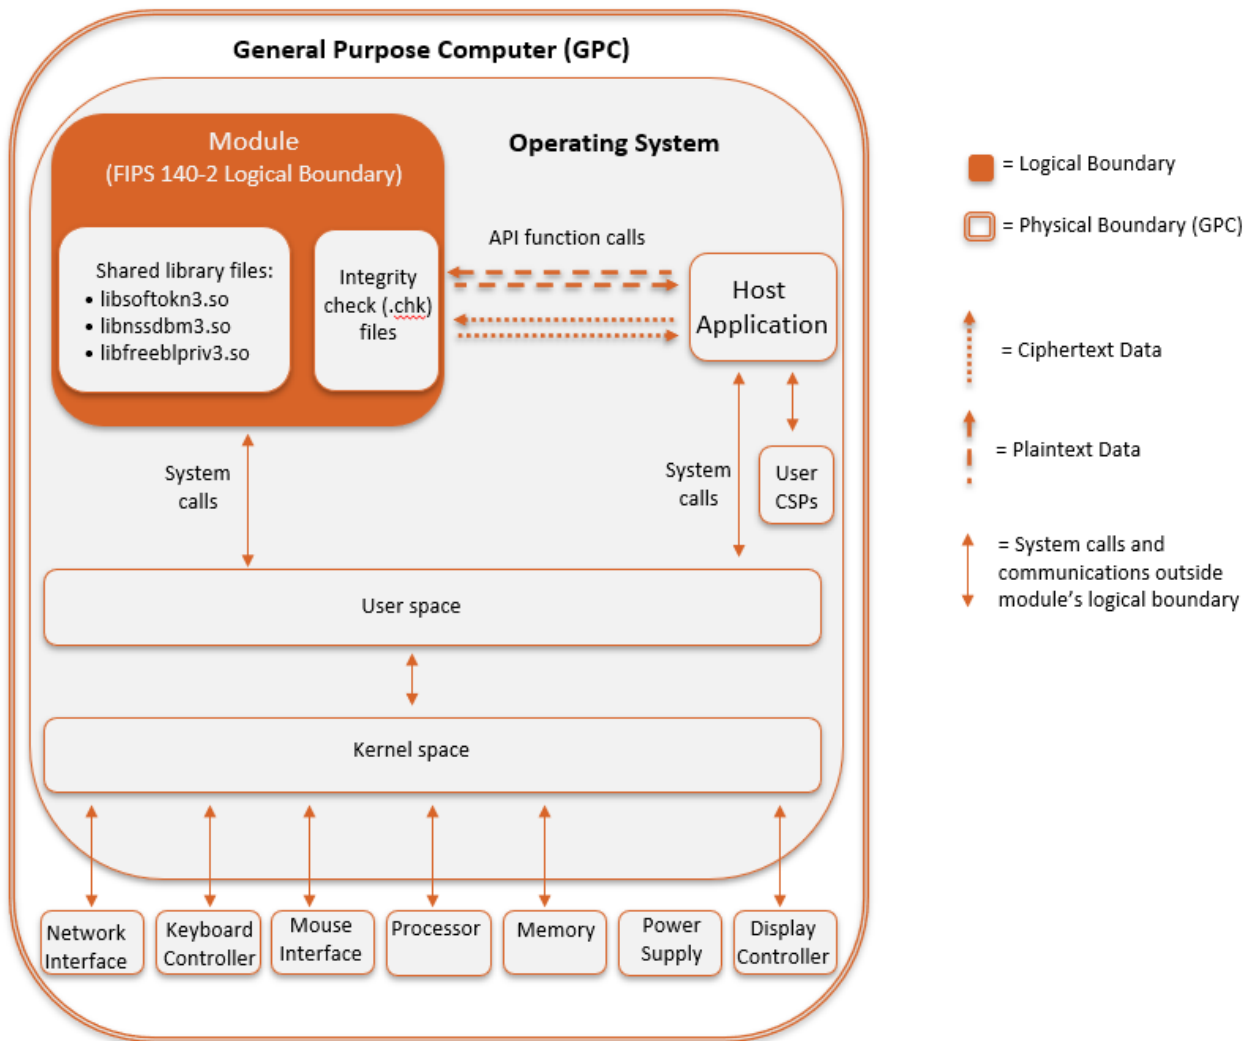 General Purpose Computer (GPC)
Module
(FIPS 140-2 Logical Boundary)
Operating System
Shared library files:
• libsoftokn3.so
• libnssdbm3.so
• libfreeblpriv3.so
Integrity
check (.chk)
files
API function calls
Host
Application
System
calls
System
calls
User
CSPs
User space
Kernel space
Network
Interface
Keyboard
Controller
Mouse
Interface
Processor
Memory
Power
Supply
Display
Controller
= Logical Boundary
= Physical Boundary (GPC)
= Ciphertext Data
= Plaintext Data
= System calls and
communications outside
module’s logical boundary